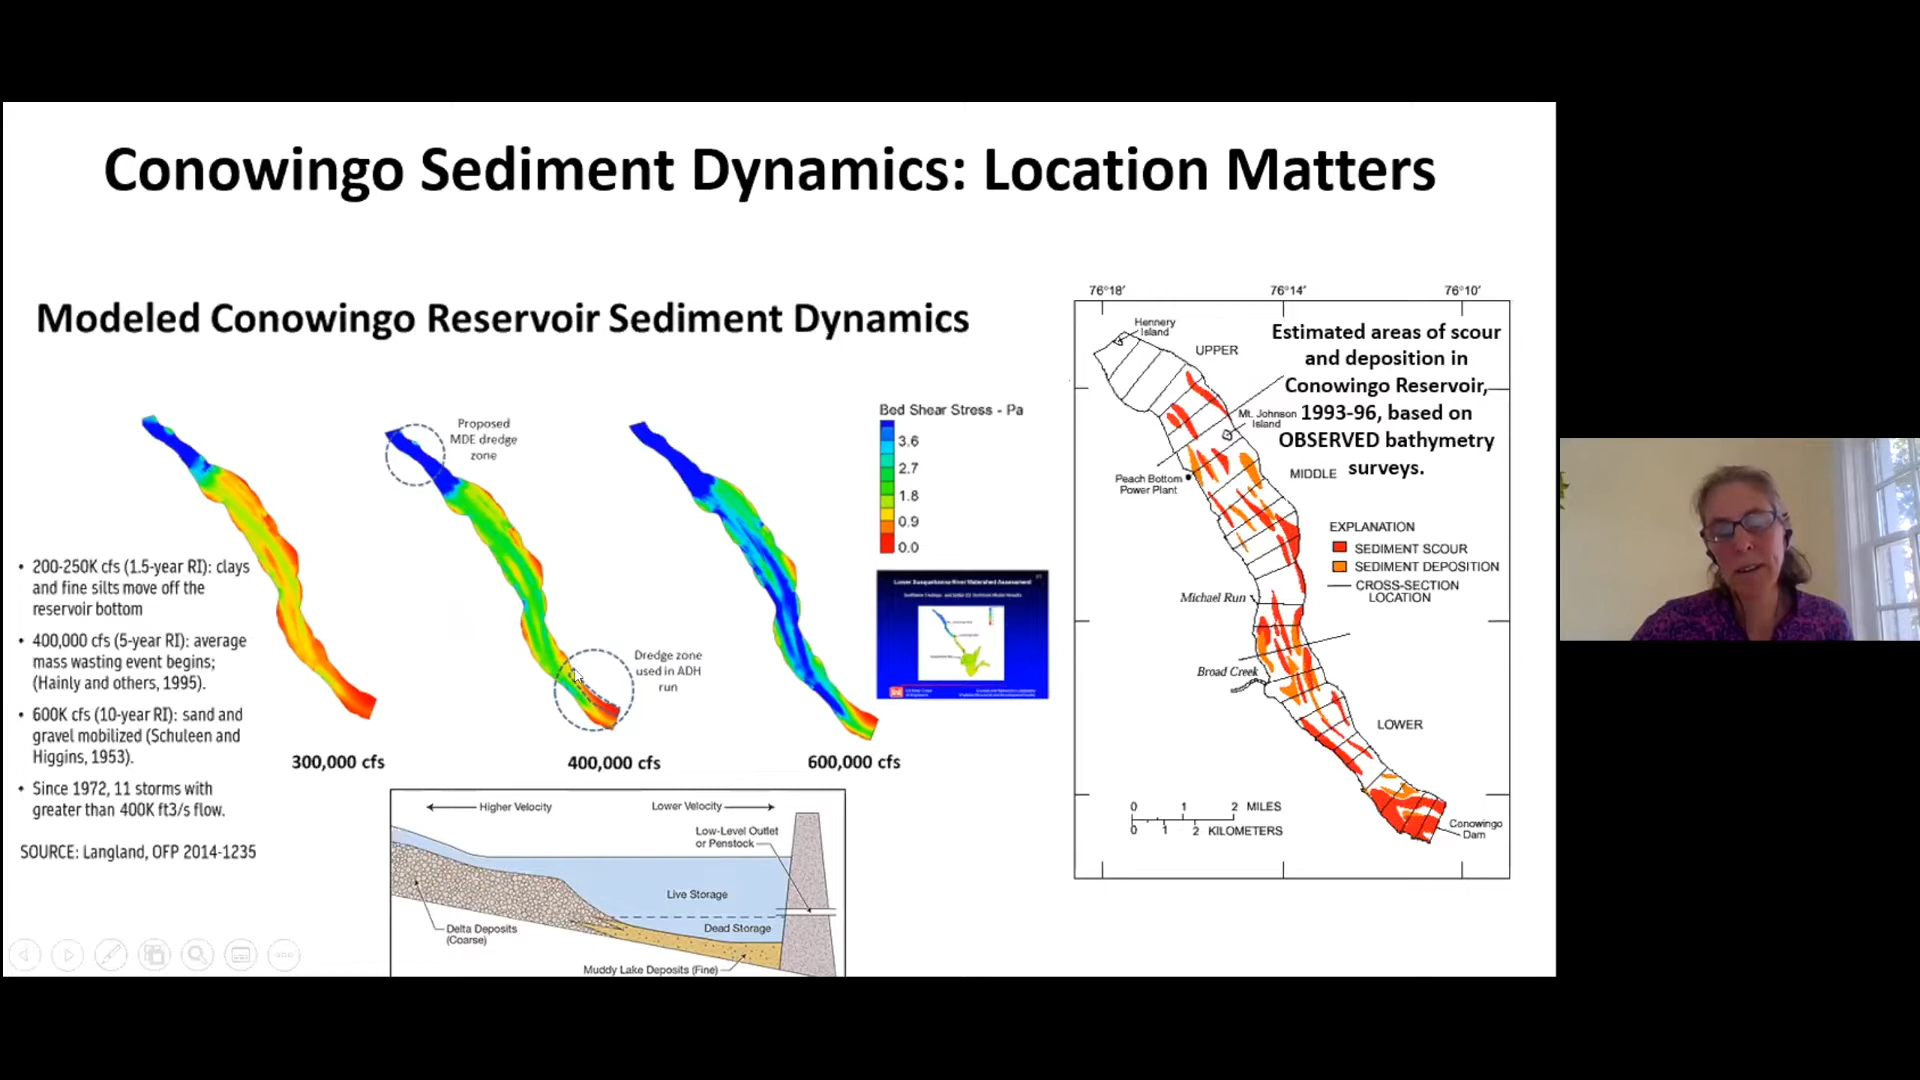 Conowingo Sediment Dynamics: Location Matters
Modeled Conowingo Reservoir Sediment Dynamics
Proposed
MDE dredge
zone
Bed Shear Stress - Pa
3.6
2.7
1.8
0.9
0.0
Dredge zone
used in ADH
run
Lower Susquehanna River Watershed Assessment
• 200-250K cfs (1.5-year RI): clays
and fine silts move off the
reservoir bottom
• 400,000 cfs (5-year RI): average
mass wasting event begins;
(Hainly and others, 1995).
• 600K cfs (10-year RI): sand and
gravel mobilized (Schuleen and
Higgins, 1953).
• Since 1972, 11 storms with
greater than 400K ft3/s flow.
SOURCE: Langland, OFP 2014-1235
300,000 cfs
400,000 cfs
600,000 cfs
Higher Velocity
Lower Velocity
Low-Level Outlet
or Penstock
Live Storage
Dead Storage
Delta Deposits
(Coarse)
Muddy Lake Deposits (Fine)
76°18'
76°14'
76°10'
Hennery
Island
UPPER
Estimated areas of scour
and deposition in
Conowingo Reservoir,
1993-96, based on
OBSERVED bathymetry
surveys.
Mt. Johnson
Island
MIDDLE
Peach Bottom
Power Plant
EXPLANATION
SEDIMENT SCOUR
SEDIMENT DEPOSITION
CROSS-SECTION
LOCATION
Michael Run
Broad Creek
LOWER
0 1 2 MILES
0 1 2 KILOMETERS
Conowingo
Dam